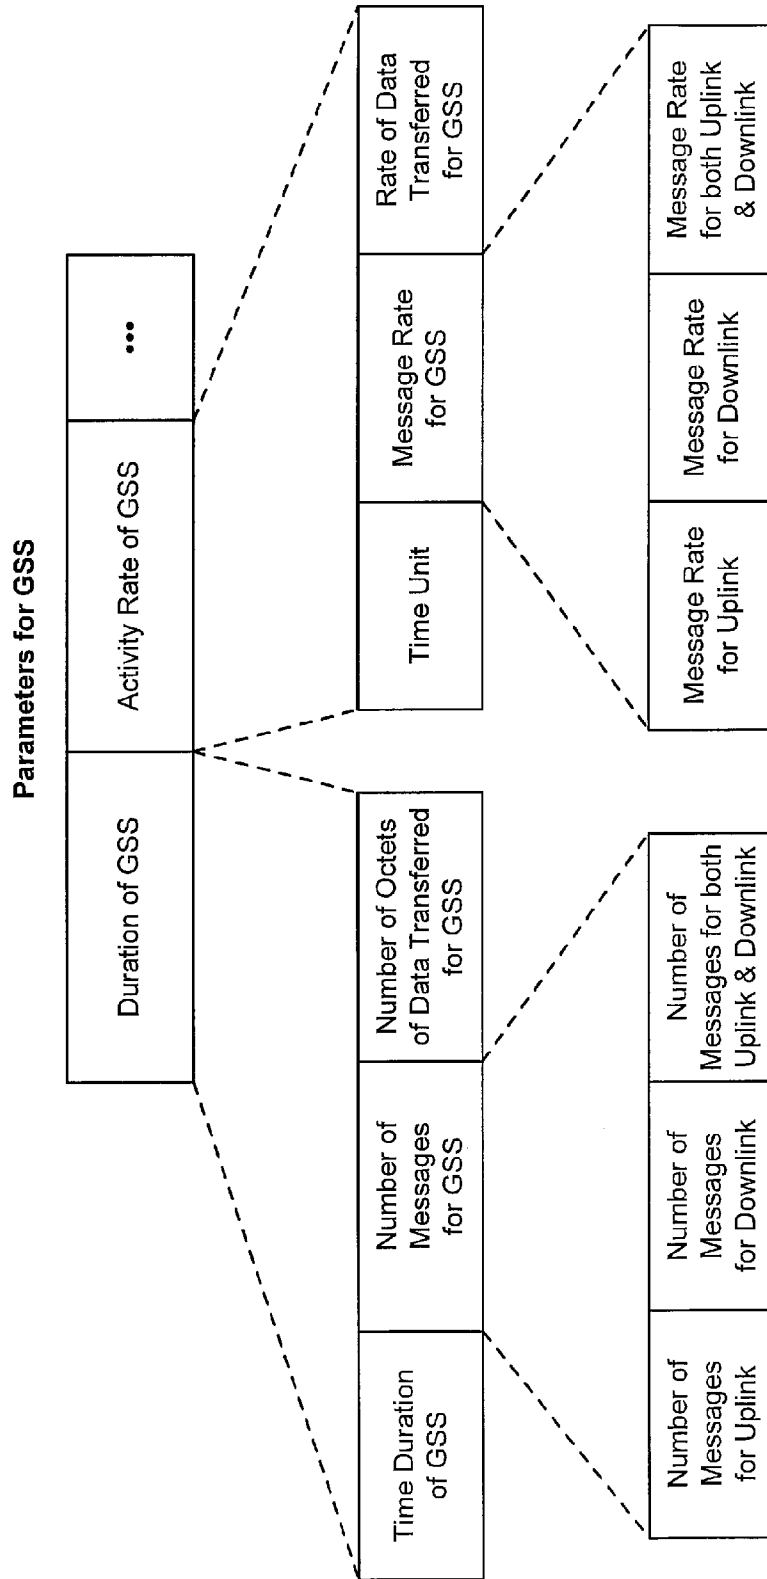 Parameters for GSS
Duration of GSS
Activity Rate of GSS
...
Time Duration
of GSS
Number of
Messages
for GSS
Number of Octets
of Data Transferred
for GSS
Time Unit
Message Rate
for GSS
Rate of Data
Transferred
for GSS
Number of
Messages
for Uplink
Number of
Messages
for Downlink
Number of
Messages for both
Uplink & Downlink
Message Rate
for Uplink
Message Rate
for Downlink
Message Rate
for both Uplink
& Downlink